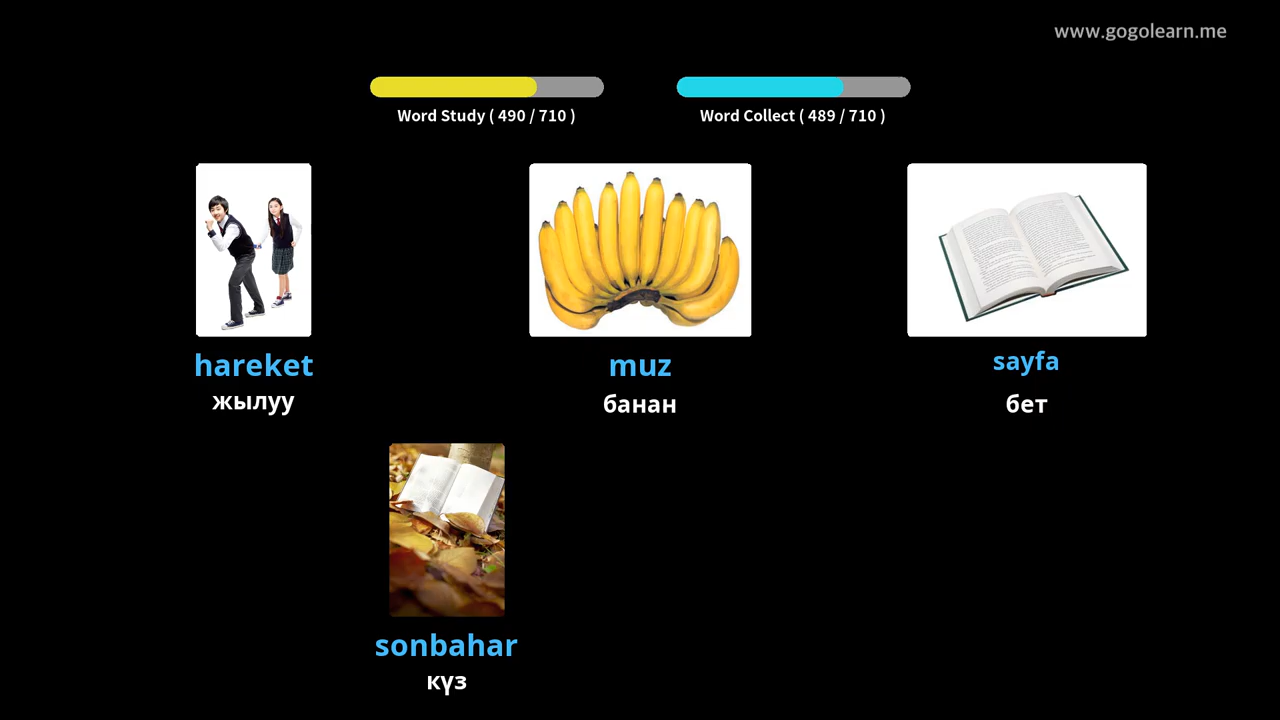 www.gogolearn.me
Word Study ( 490 / 710 )
Word Collect ( 489 / 710 )
hareket
жылуу
muz
банан
sayfa
бет
sonbahar
күз